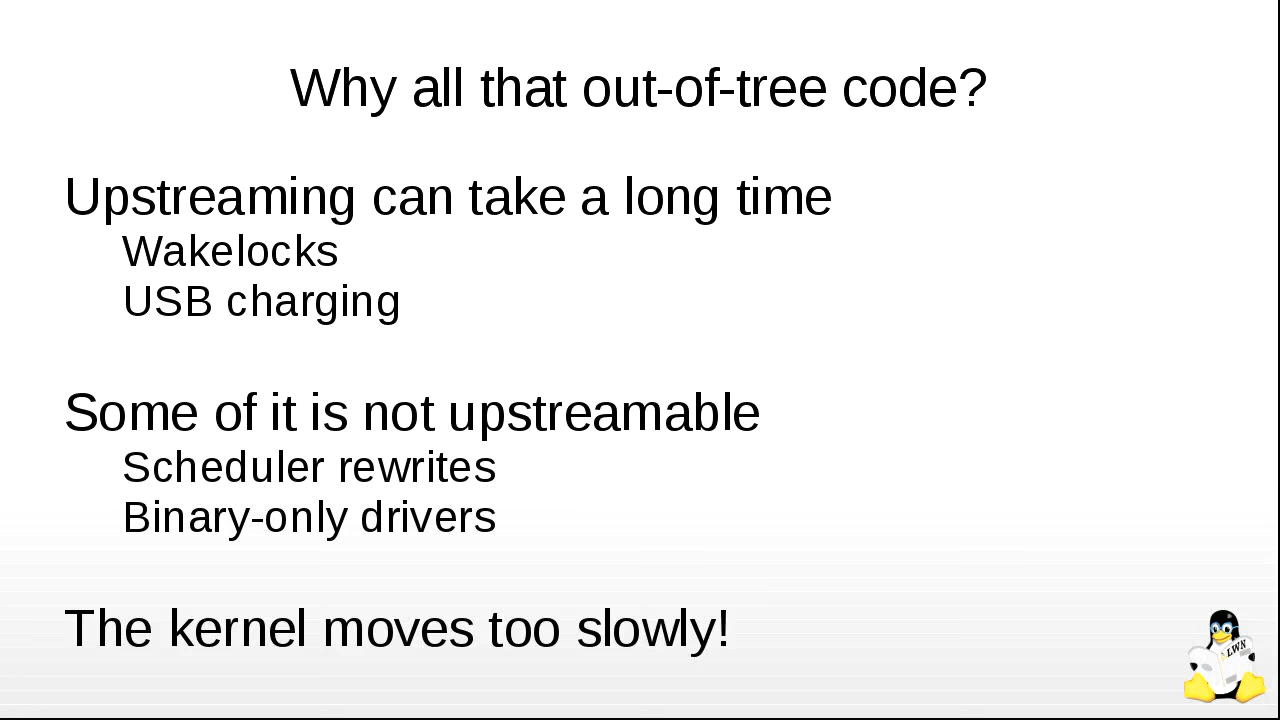 Why all that out-of-tree code?
Upstreaming can take a long time
Wakelocks
USB charging
Some of it is not upstreamable
Scheduler rewrites
Binary-only drivers
The kernel moves too slowly!
LWN